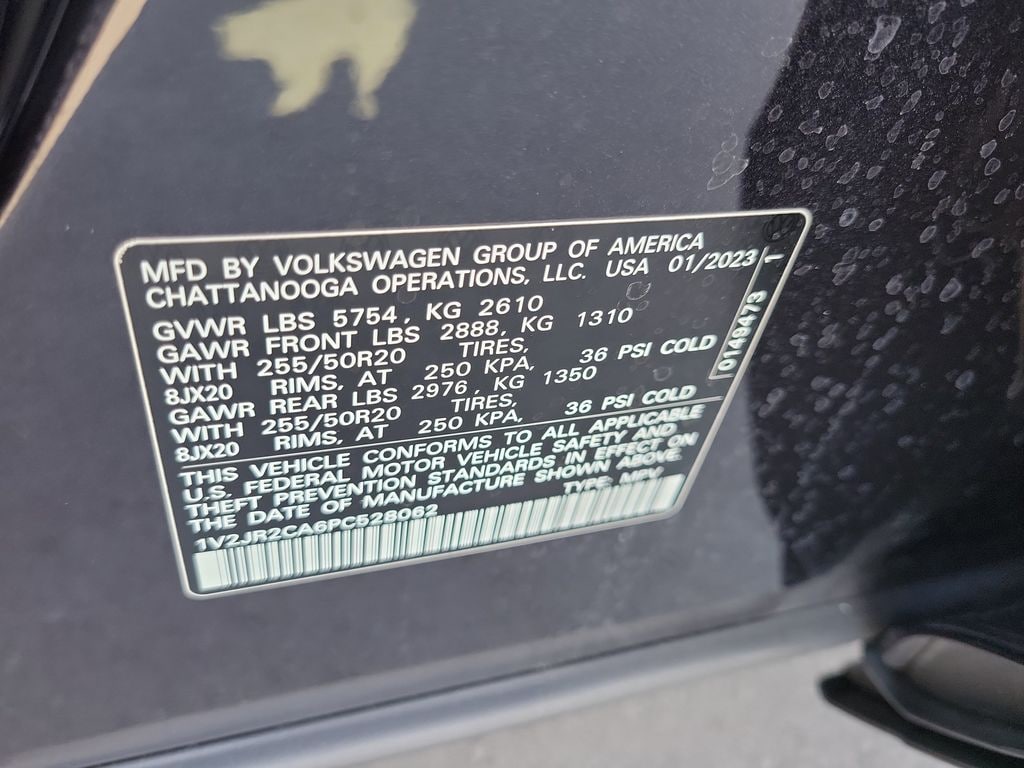 MFD BY VOLKSWAGEN GROUP OF AMERICA
CHATTANOOGA OPERATIONS, LLC. USA 01/2023
GVWR LBS 5754, KG 2610
GAWR FRONT LBS 2888, KG 1310
WITH 255/50R20 TIRES,
8JX20 RIMS, AT 250 KPA, 36 PSI COLD
GAWR REAR LBS 2976, KG 1350
WITH 255/50R20 TIRES,
8JX20 RIMS, AT 250 KPA, 36 PSI COLD
THIS VEHICLE CONFORMS TO ALL APPLICABLE
U.S. FEDERAL MOTOR VEHICLE SAFETY AND
THEFT PREVENTION STANDARDS IN EFFECT ON
THE DATE OF MANUFACTURE SHOWN ABOVE.
1V2JR2CA6PC528062 TYPE: MPV
0149473 1